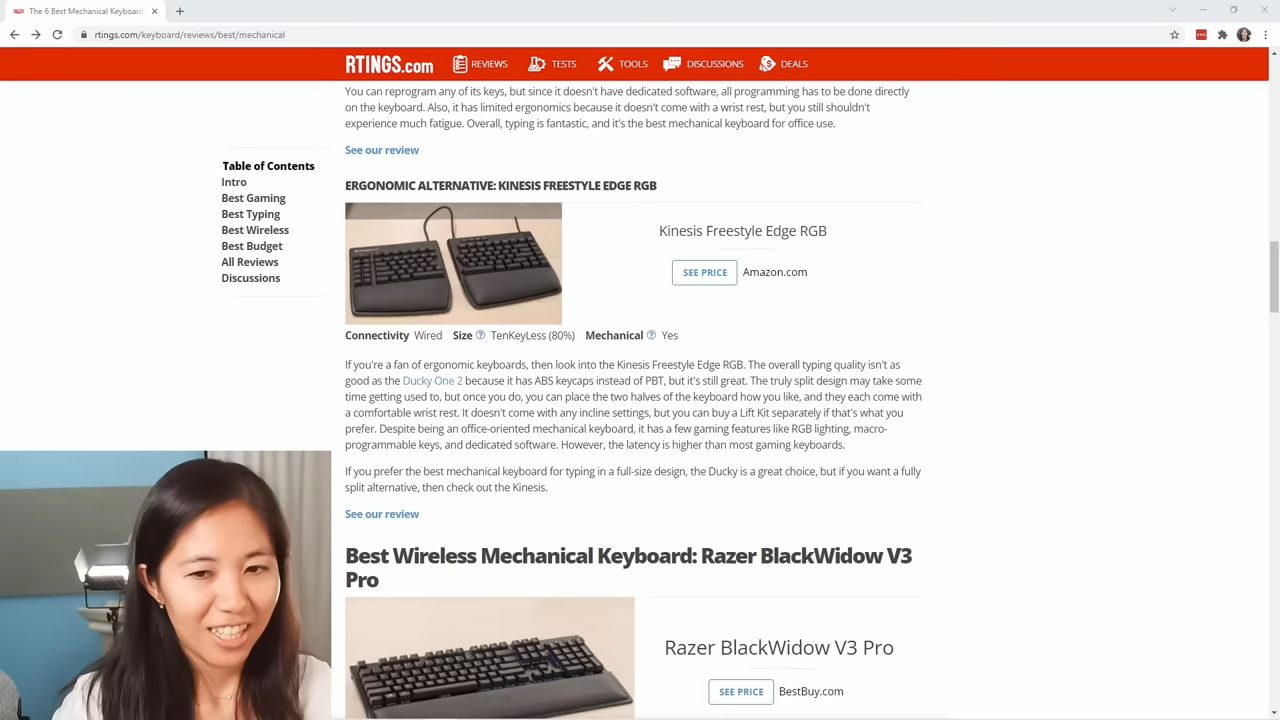 The 6 Best Mechanical Keyboard
rtings.com/keyboard/reviews/best/mechanical
RTINGS.com REVIEWS TESTS TOOLS DISCUSSIONS DEALS
You can reprogram any of its keys, but since it doesn't have dedicated software, all programming has to be done directly
on the keyboard. Also, it has limited ergonomics because it doesn't come with a wrist rest, but you still shouldn't
experience much fatigue. Overall, typing is fantastic, and it's the best mechanical keyboard for office use.
See our review
Table of Contents
Intro
Best Gaming
Best Typing
Best Wireless
Best Budget
All Reviews
Discussions
ERGONOMIC ALTERNATIVE: KINESIS FREESTYLE EDGE RGB
Kinesis Freestyle Edge RGB
SEE PRICE Amazon.com
Connectivity Wired Size ? TenKeyLess (80%) Mechanical ? Yes
If you're a fan of ergonomic keyboards, then look into the Kinesis Freestyle Edge RGB. The overall typing quality isn't as
good as the Ducky One 2 because it has ABS keycaps instead of PBT, but it's still great. The truly split design may take some
time getting used to, but once you do, you can place the two halves of the keyboard how you like, and they each come with
a comfortable wrist rest. It doesn't come with any incline settings, but you can buy a Lift Kit separately if that's what you
prefer. Despite being an office-oriented mechanical keyboard, it has a few gaming features like RGB lighting, macro-
programmable keys, and dedicated software. However, the latency is higher than most gaming keyboards.
If you prefer the best mechanical keyboard for typing in a full-size design, the Ducky is a great choice, but if you want a fully
split alternative, then check out the Kinesis.
See our review
Best Wireless Mechanical Keyboard: Razer BlackWidow V3
Pro
Razer BlackWidow V3 Pro
SEE PRICE BestBuy.com